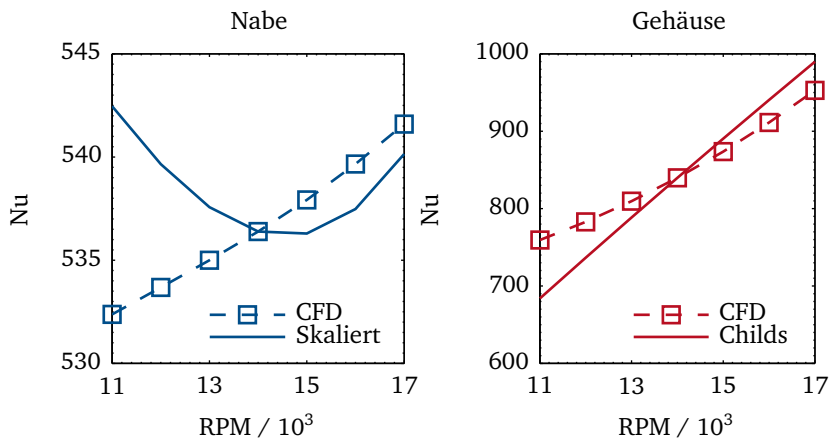 Nabe
545
540
535
530
Nu
CFD
Skaliert
11 13 15 17
RPM / 10³
Gehäuse
1000
900
800
700
600
Nu
CFD
Childs
11 13 15 17
RPM / 10³